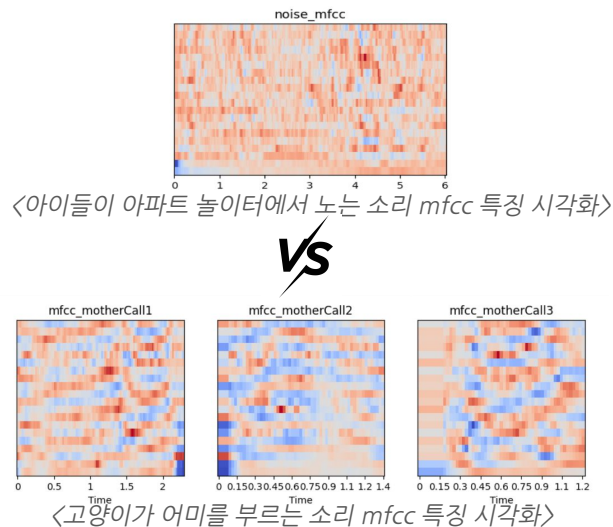 noise_mfcc
0 1 2 3 4 5 6
<아이들이 아파트 놀이터에서 노는 소리 mfcc 특징 시각화>
VS
mfcc_motherCall1 mfcc_motherCall2 mfcc_motherCall3
0 0.5 1 1.5 2 0 0.15 0.3 0.45 0.6 0.75 0.9 1.1 1.2 1.4 0 0.15 0.3 0.45 0.6 0.75 0.9 1.1 1.2
Time Time Time
<고양이가 어미를 부르는 소리 mfcc 특징 시각화>